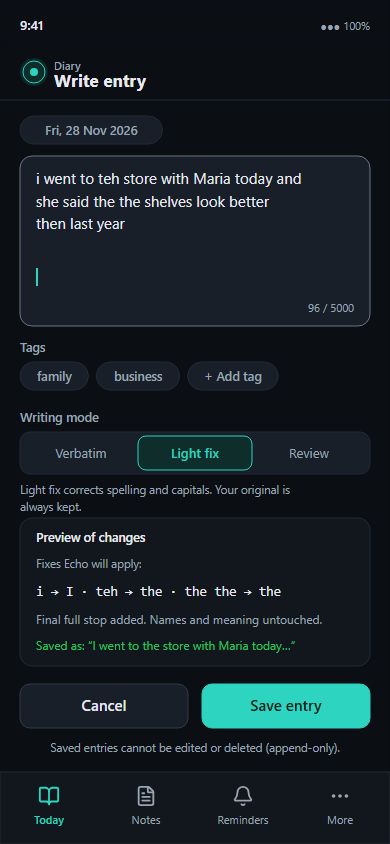 9:41
100%
Diary
Write entry
Fri, 28 Nov 2026
i went to teh store with Maria today and
she said the the shelves look better
then last year
96 / 5000
Tags
family business + Add tag
Writing mode
Verbatim Light fix Review
Light fix corrects spelling and capitals. Your original is
always kept.
Preview of changes
Fixes Echo will apply:
i → I · teh → the · the the → the
Final full stop added. Names and meaning untouched.
Saved as: “I went to the store with Maria today…”
Cancel Save entry
Saved entries cannot be edited or deleted (append-only).
Today Notes Reminders More